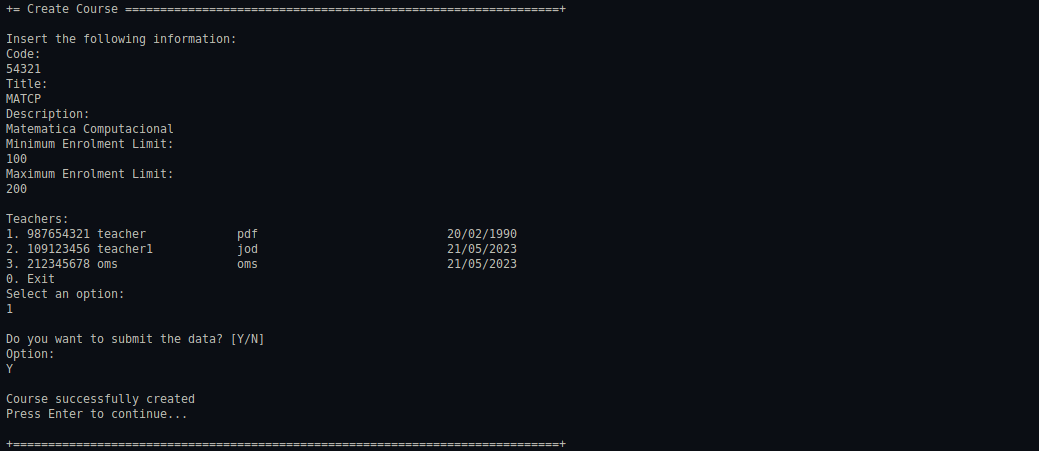 += Create Course ==============================================================+
Insert the following information:
Code:
54321
Title:
MATCP
Description:
Matematica Computacional
Minimum Enrolment Limit:
100
Maximum Enrolment Limit:
200
Teachers:
1. 987654321 teacher             pdf                           20/02/1990
2. 109123456 teacher1            jod                           21/05/2023
3. 212345678 oms                 oms                           21/05/2023
0. Exit
Select an option:
1
Do you want to submit the data? [Y/N]
Option:
Y
Course successfully created
Press Enter to continue...
+==============================================================================+